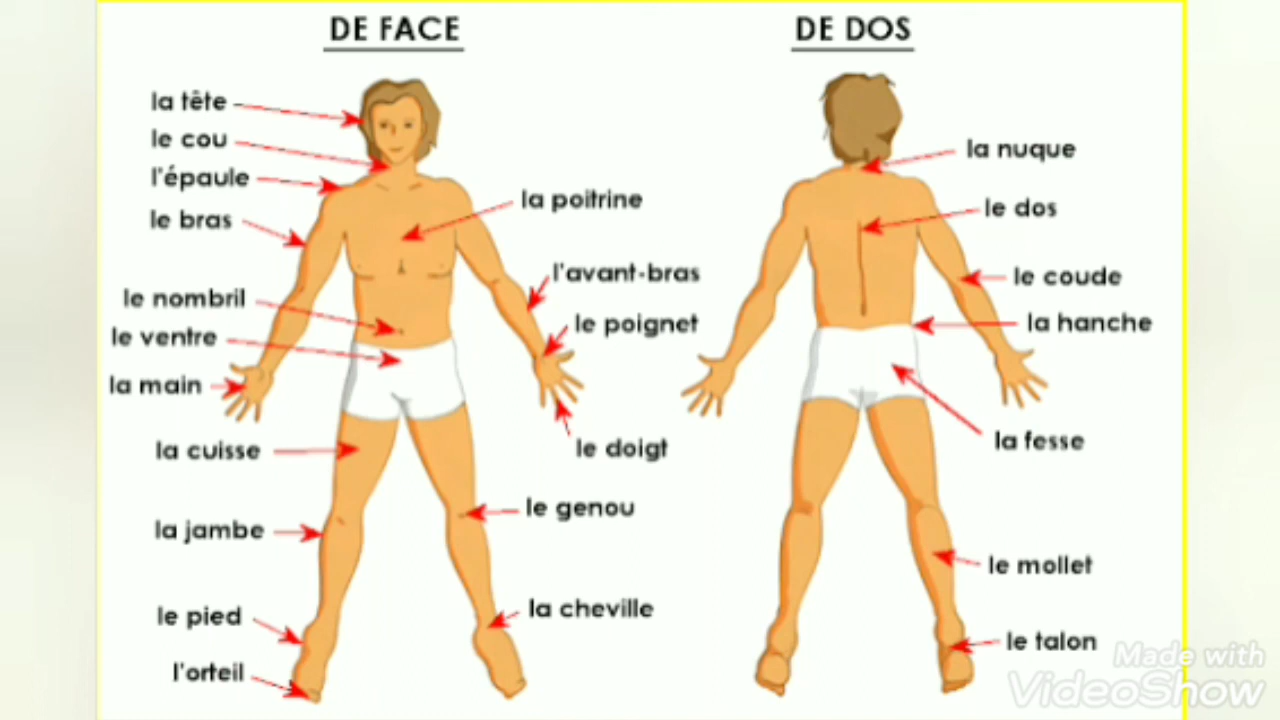 DE FACE
la tête
le cou
l'épaule
le bras
le nombril
le ventre
la main
la cuisse
la jambe
le pied
l'orteil
la poitrine
l'avant-bras
le poignet
le doigt
le genou
la cheville
DE DOS
la nuque
le dos
le coude
la hanche
la fesse
le mollet
le talon
Made with
VideoShow